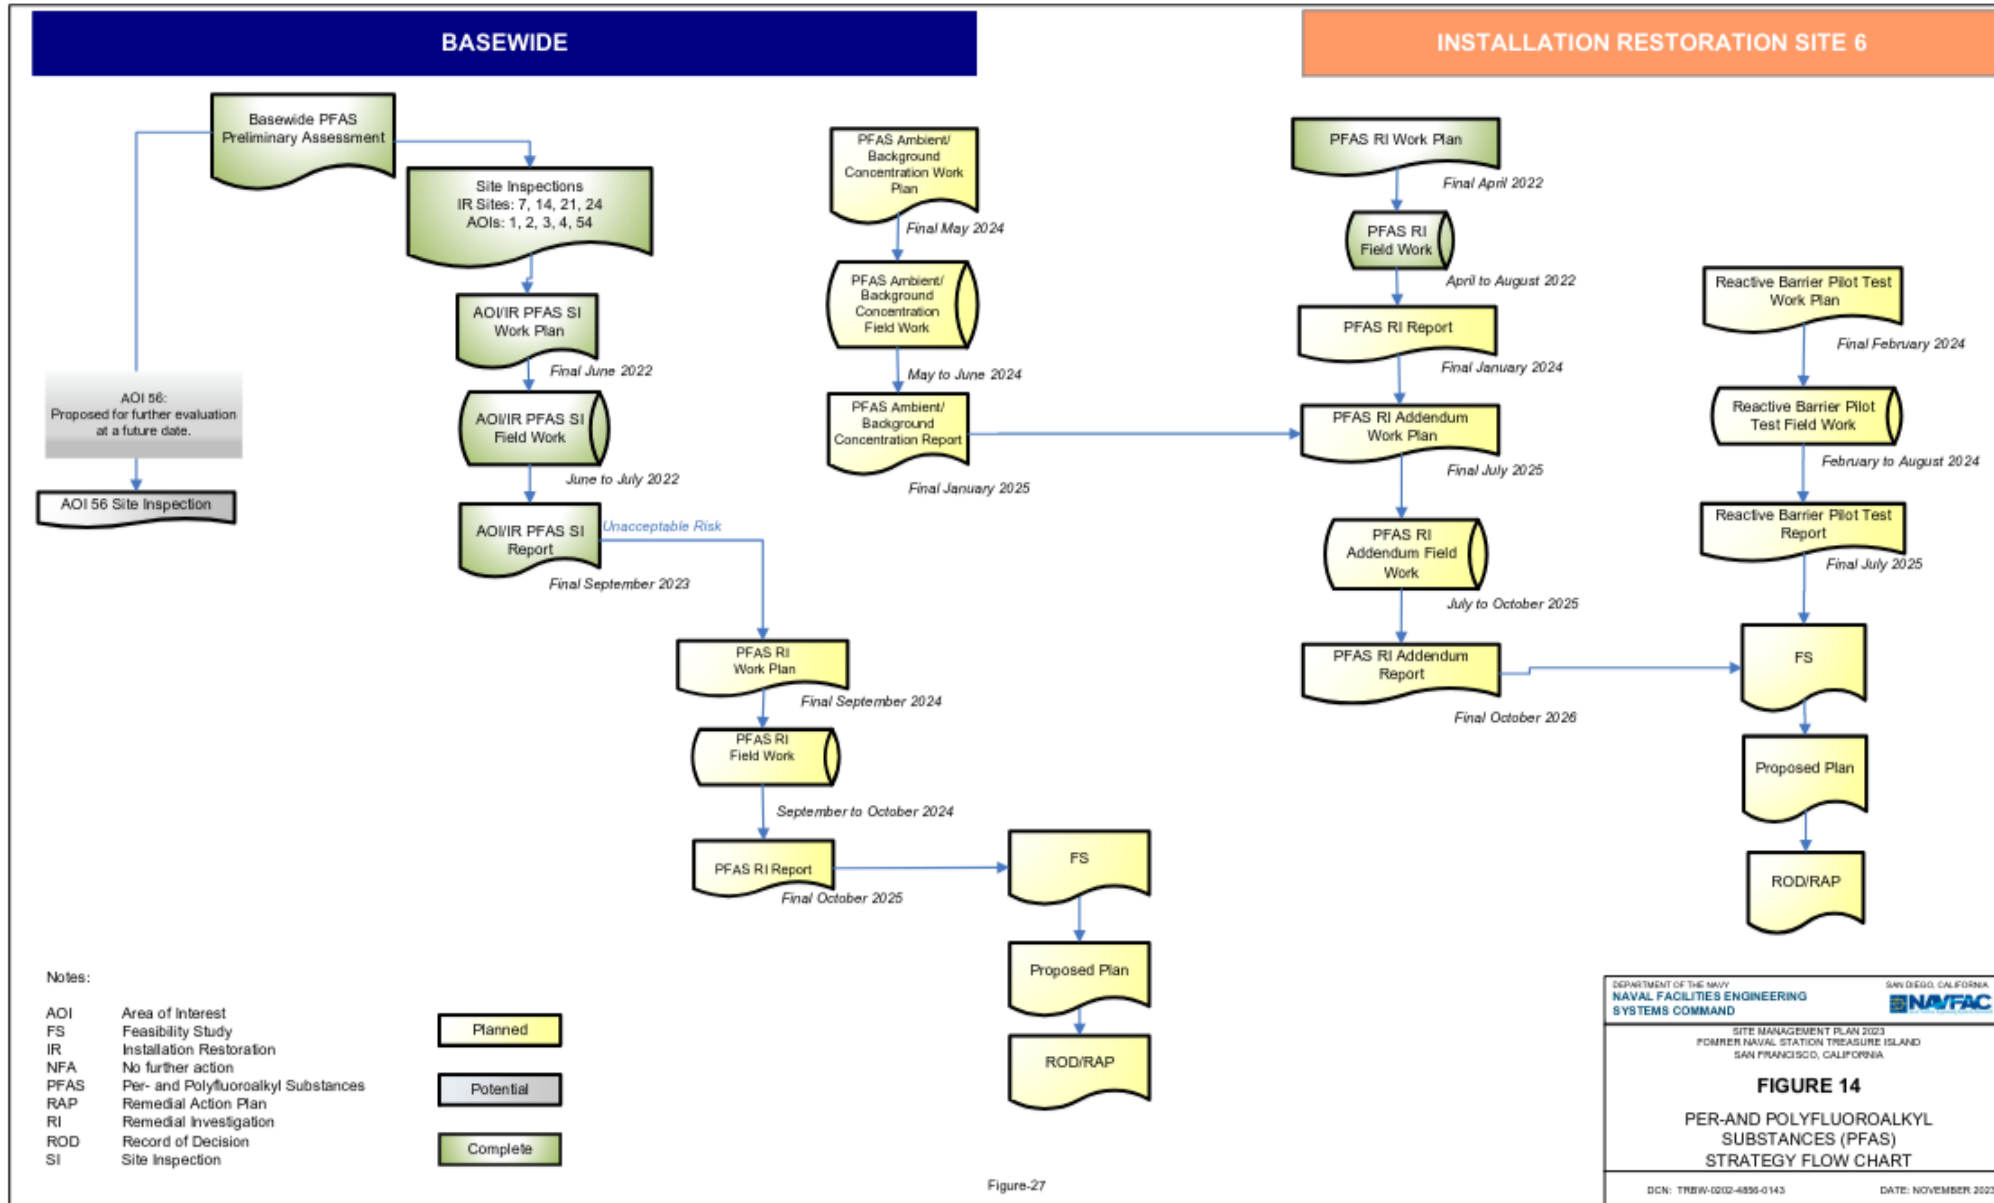 BASEWIDE
INSTALLATION RESTORATION SITE 6
Basewide PFAS
Preliminary Assessment
Site Inspections
IR Sites: 7, 14, 21, 24
AOIs: 1, 2, 3, 4, 54
AOI/IR PFAS SI
Work Plan
Final June 2022
AOI 56:
Proposed for further evaluation
at a future date.
AOI 56 Site Inspection
AOI/IR PFAS SI
Field Work
June to July 2022
AOI/IR PFAS SI
Report
Unacceptable Risk
Final September 2023
PFAS RI
Work Plan
Final September 2024
PFAS RI
Field Work
September to October 2024
PFAS RI Report
Final October 2025
FS
Proposed Plan
ROD/RAP
PFAS Ambient/
Background
Concentration Work
Plan
Final May 2024
PFAS Ambient/
Background
Concentration
Field Work
May to June 2024
PFAS Ambient/
Background
Concentration Report
Final January 2025
PFAS RI Work Plan
Final April 2022
PFAS RI
Field Work
April to August 2022
PFAS RI Report
Final January 2024
PFAS RI Addendum
Work Plan
Final July 2025
PFAS RI
Addendum Field
Work
July to October 2025
PFAS RI Addendum
Report
Final October 2026
Reactive Barrier Pilot Test
Work Plan
Final February 2024
Reactive Barrier Pilot
Test Field Work
February to August 2024
Reactive Barrier Pilot Test
Report
Final July 2025
FS
Proposed Plan
ROD/RAP
Notes:
AOI Area of Interest
FS Feasibility Study
IR Installation Restoration
NFA No further action
PFAS Per- and Polyfluoroalkyl Substances
RAP Remedial Action Plan
RI Remedial Investigation
ROD Record of Decision
SI Site Inspection
Planned
Potential
Complete
Figure-27
DEPARTMENT OF THE NAVY
NAVAL FACILITIES ENGINEERING
SYSTEMS COMMAND
SAN DIEGO, CALIFORNIA
NAVFAC
SITE MANAGEMENT PLAN 2023
FOMRER NAVAL STATION TREASURE ISLAND
SAN FRANCISCO, CALIFORNIA
FIGURE 14
PER-AND POLYFLUOROALKYL
SUBSTANCES (PFAS)
STRATEGY FLOW CHART
DCN: TRBW-0202-4856-0143
DATE: NOVEMBER 2023